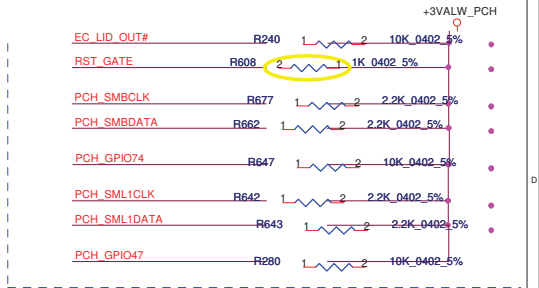 +3VALW_PCH
EC_LID_OUT# R240 1 2 10K_0402_5%
RST_GATE R608 2 1 1K_0402_5%
PCH_SMBCLK R677 1 2 2.2K_0402_5%
PCH_SMBDATA R662 1 2 2.2K_0402_5%
PCH_GPIO74 R647 1 2 10K_0402_5%
D
PCH_SML1CLK R642 1 2 2.2K_0402_5%
PCH_SML1DATA R643 1 2 2.2K_0402_5%
PCH_GPIO47 R280 1 2 10K_0402_5%